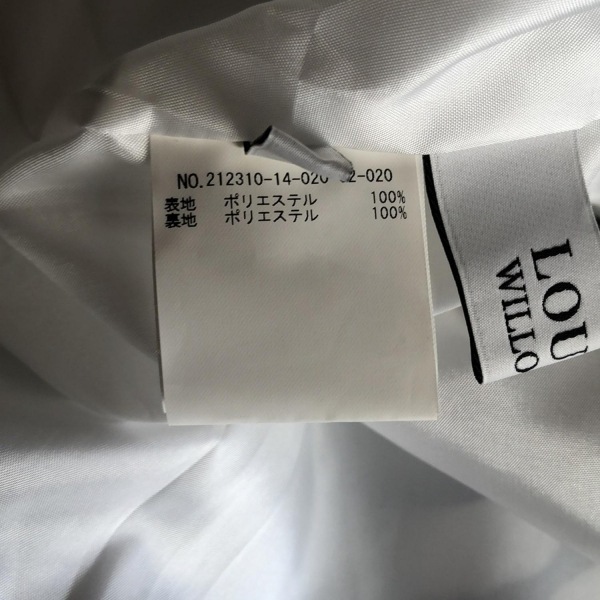 NO.212310-14-020 02-020
表地 ポリエステル 100%
裏地 ポリエステル 100%
LOU
WILLO